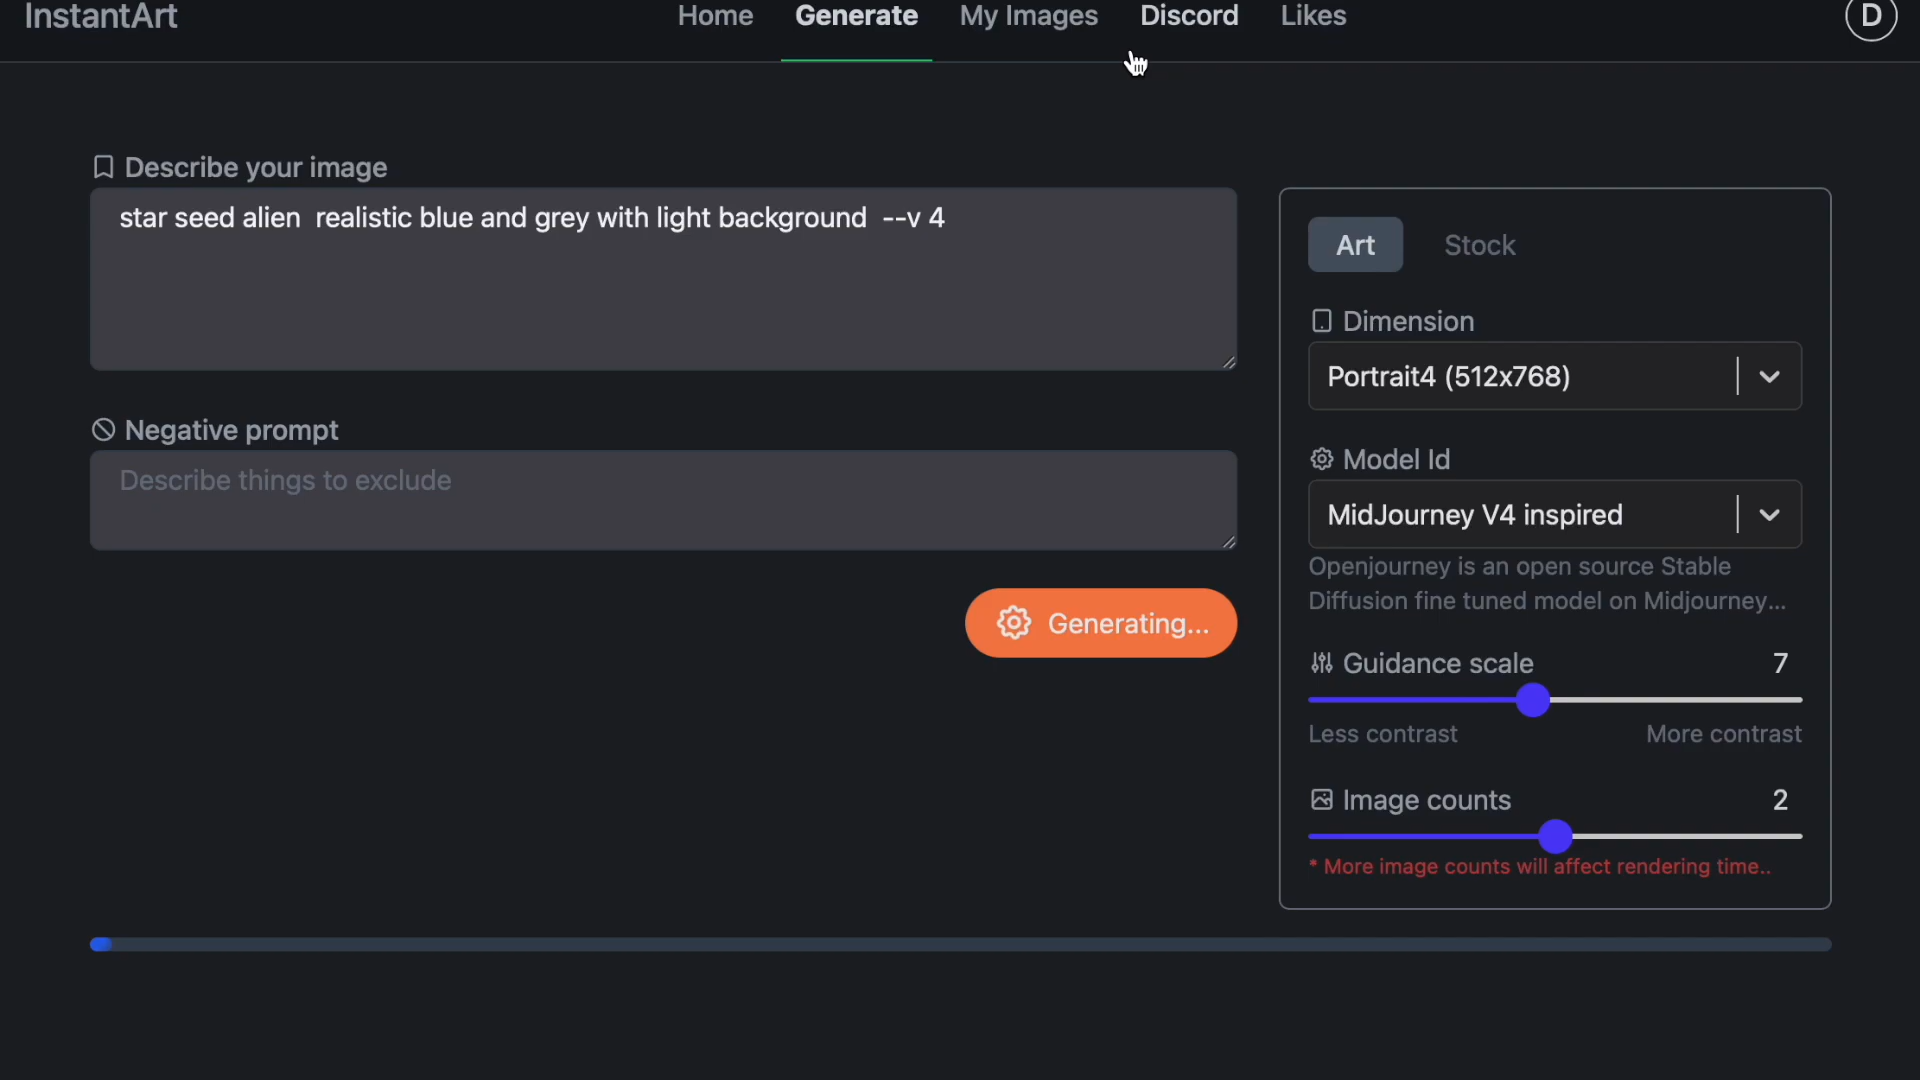 InstantArt
Home Generate My Images Discord Likes
D
Describe your image
star seed alien  realistic blue and grey with light background  --v 4
Negative prompt
Describe things to exclude
Generating...
Art Stock
Dimension
Portrait4 (512x768)
Model Id
MidJourney V4 inspired
Openjourney is an open source Stable
Diffusion fine tuned model on Midjourney...
Guidance scale 7
Less contrast More contrast
Image counts 2
* More image counts will affect rendering time..